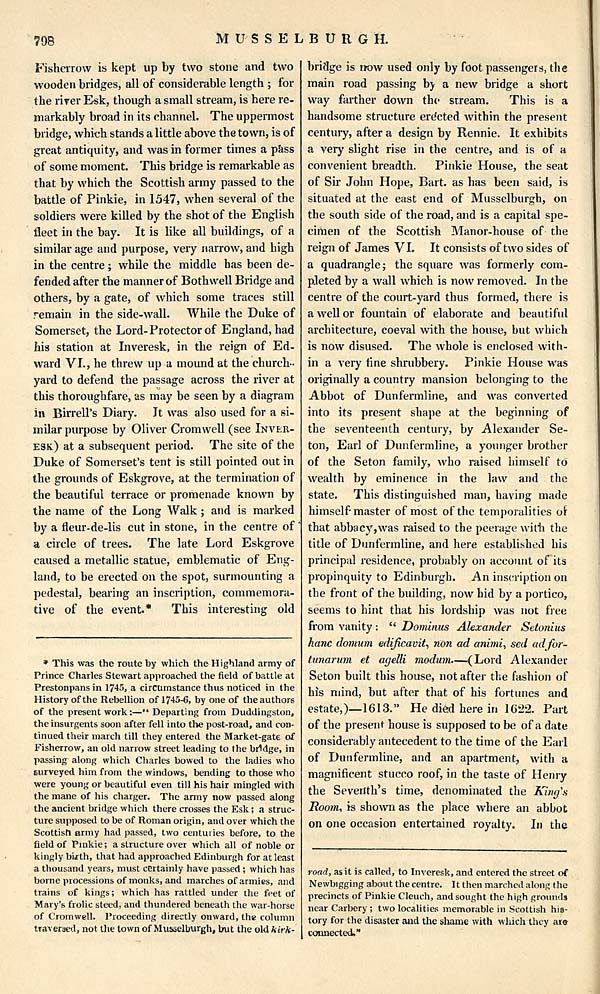 798
MUSSELBURGH.
Fisherrow is kept up by two stone and two
wooden bridges, all of considerable length ; for
the river Esk, though a small stream, is here re-
markably broad in its channel. The uppermost
bridge, which stands a little above the town, is of
great antiquity, and was in former times a pass
of some moment. This bridge is remarkable as
that by which the Scottish army passed to the
battle of Pinkie, in 1547, when several of the
soldiers were killed by the shot of the English
fleet in the bay. It is like all buildings, of a
similar age and purpose, very narrow, and high
in the centre ; while the middle has been de-
fended after the manner of Bothwell Bridge and
others, by a gate, of which some traces still
remain in the side-wall. While the Duke of
Somerset, the Lord-Protector of England, had
his station at Inveresk, in the reign of Ed-
ward VI., he threw up a mound at the church-
yard to defend the passage across the river at
this thoroughfare, as may be seen by a diagram
in Birrell's Diary. It was also used for a si-
milar purpose by Oliver Cromwell (see INVER-
ESK) at a subsequent period. The site of the
Duke of Somerset's tent is still pointed out in
the grounds of Eskgrove, at the termination of
the beautiful terrace or promenade known by
the name of the Long Walk ; and is marked
by a fleur-de-lis cut in stone, in the centre of
a circle of trees. The late Lord Eskgrove
caused a metallic statue, emblematic of Eng-
land, to be erected on the spot, surmounting a
pedestal, bearing an inscription, commemora-
tive of the event.* This interesting old
* This was the route by which the Highland army of
Prince Charles Stewart approached the field of battle at
Prestonpans in 1745, a circumstance thus noticed in the
History of the Rebellion of 1745-6, by one of the authors
of the present work :—" Departing from Duddingston,
the insurgents soon after fell into the post-road, and con-
tinued their march till they entered the Market-gate of
Fisherrow, an old narrow street leading to the bridge, in
passing along which Charles bowed to the ladies who
surveyed him from the windows, bending to those who
were young or beautiful even till his hair mingled with
the mane of his charger. The army now passed along
the ancient bridge which there crosses the Esk ; a struc-
ture supposed to be of Roman origin, and over which the
Scottish army had passed, two centuries before, to the
field of Pinkie; a structure over which all of noble or
kingly birth, that had approached Edinburgh for at least
a thousand years, must certainly have passed ; which has
borne processions of monks, and marches of armies, and
trains of kings; which has rattled under the feet of
Mary's frolic steed, and thundered beneath the war-horse
of Cromwell. Proceeding directly onward, the column
traversed, not the town of Musselburgh, but the old kirk-
bridge is now used only by foot passengers, the
main road passing by a new bridge a short
way farther down the stream. This is a
handsome structure erected within the present
century, after a design by Rennie. It exhibits
a very slight rise in the centre, and is of a
convenient breadth. Pinkie House, the seat
of Sir John Hope, Bart. as has been said, is
situated at the east end of Musselburgh, on
the south side of the road, and is a capital spe-
cimen of the Scottish Manor-house of the
reign of James VI. It consists of two sides of
a quadrangle; the square was formerly com-
pleted by a wall which is now removed. In the
centre of the court-yard thus formed, there is
a well or fountain of elaborate and beautiful
architecture, coeval with the house, but which
is now disused. The whole is enclosed with-
in a very fine shrubbery. Pinkie House was
originally a country mansion belonging to the
Abbot of Dunfermline, and was converted
into its present shape at the beginning of
the seventeenth century, by Alexander Se-
ton, Earl of Dunfermline, a younger brother
of the Seton family, who raised himself to
wealth by eminence in the law and the
state. This distinguished man, having made
himself master of most of the temporalities of
that abbacy, was raised to the peerage with the
title of Dunfermline, and here established his
principal residence, probably on account of its
propinquity to Edinburgh. An inscription on
the front of the building, now hid by a portico,
seems to hint that his lordship was not free
from vanity: " Dominus Alexander Setonius
hanc domum edificavit, non ad animi, sed ad for-
tunarum et agelli modum.—(Lord Alexander
Seton built this house, not after the fashion of
his mind, but after that of his fortunes and
estate,)—1613." He died here in 1622. Part
of the present house is supposed to be of a date
considerably antecedent to the time of the Earl
of Dunfermline, and an apartment, with a
magnificent stucco roof, in the taste of Henry
the Seventh's time, denominated the King's
Room, is shown as the place where an abbot
on one occasion entertained royalty. In the
road, as it is called, to Inveresk, and entered the street of
Newbigging about the centre. It then marched along the
precincts of Pinkie Cleuch, and sought the high grounds
near Carbery ; two localities memorable in Scottish his-
tory for the disaster and the shame with which they are
connected."